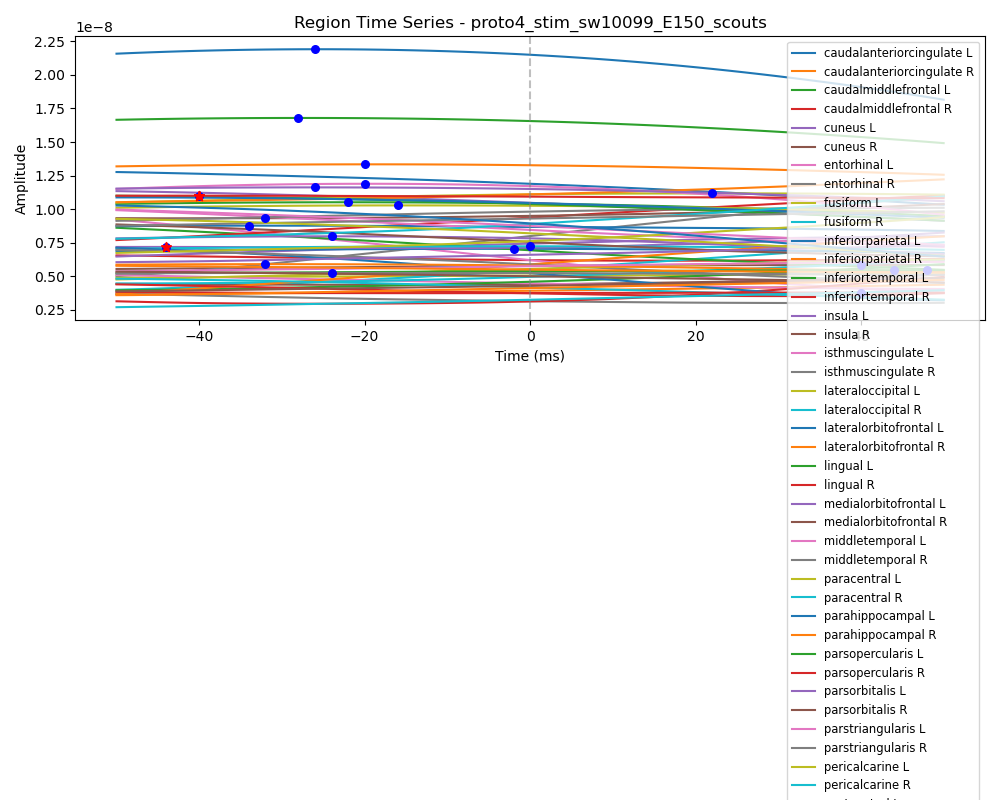 Region Time Series - proto4_stim_sw10099_E150_scouts
1e−8
2.25
2.00
1.75
1.50
1.25
1.00
0.75
0.50
0.25
Amplitude
−40
−20
0
20
Time (ms)
caudalanteriorcingulate L
caudalanteriorcingulate R
caudalmiddlefrontal L
caudalmiddlefrontal R
cuneus L
cuneus R
entorhinal L
entorhinal R
fusiform L
fusiform R
inferiorparietal L
inferiorparietal R
inferiortemporal L
inferiortemporal R
insula L
insula R
isthmuscingulate L
isthmuscingulate R
lateraloccipital L
lateraloccipital R
lateralorbitofrontal L
lateralorbitofrontal R
lingual L
lingual R
medialorbitofrontal L
medialorbitofrontal R
middletemporal L
middletemporal R
paracentral L
paracentral R
parahippocampal L
parahippocampal R
parsopercularis L
parsopercularis R
parsorbitalis L
parsorbitalis R
parstriangularis L
parstriangularis R
pericalcarine L
pericalcarine R